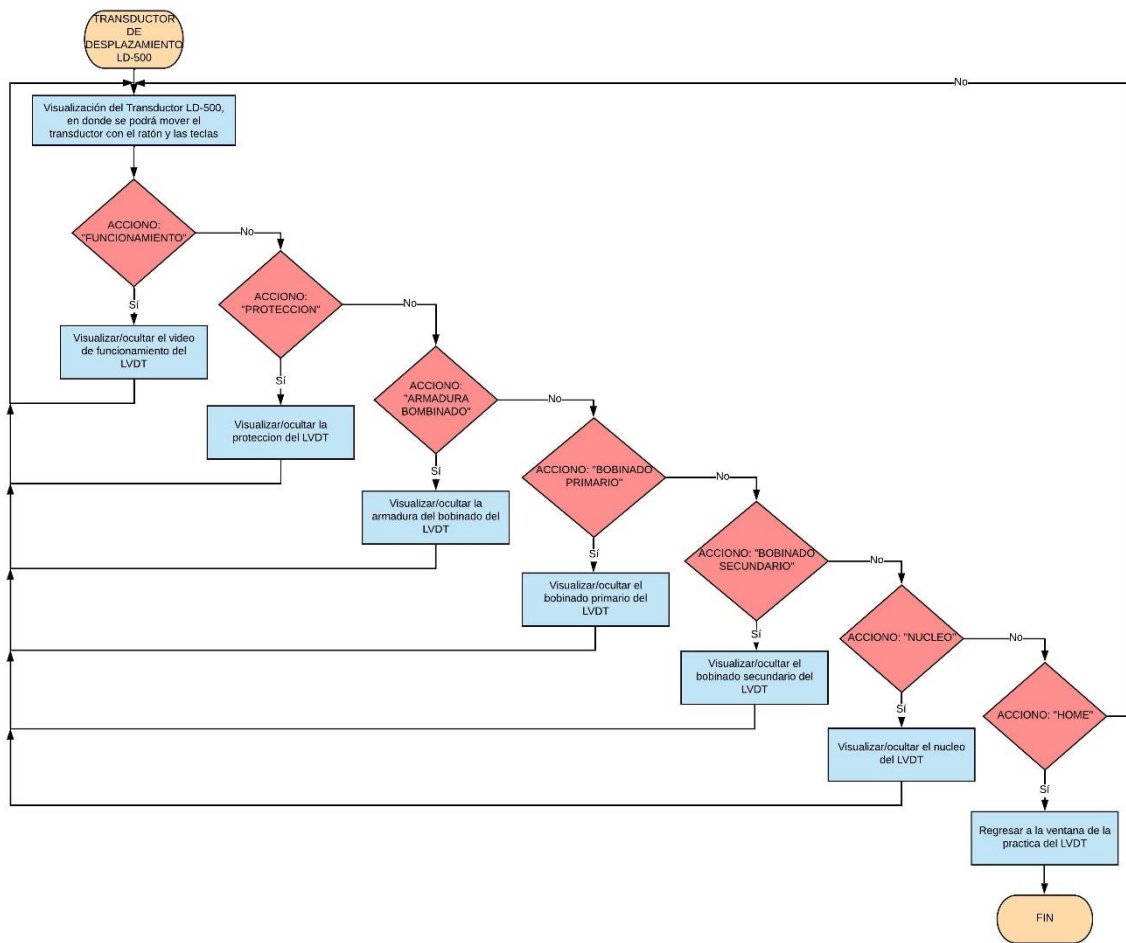 TRANSDUCTOR
DE
DESPLAZAMIENTO
LD-500
No
Visualización del Transductor LD-500,
en donde se podrá mover el
transductor con el ratón y las teclas
ACCIONO:
"FUNCIONAMIENTO"
No
Sí
Visualizar/ocultar el video
de funcionamiento del
LVDT
ACCIONO:
"PROTECCION"
No
Sí
Visualizar/ocultar la
proteccion del LVDT
ACCIONO:
"ARMADURA
BOMBINADO"
No
Sí
Visualizar/ocultar la
armadura del bobinado del
LVDT
ACCIONO: "BOBINADO
PRIMARIO"
No
Sí
Visualizar/ocultar el
bobinado primario del
LVDT
ACCIONO: "BOBINADO
SECUNDARIO"
No
Sí
Visualizar/ocultar el
bobinado secundario del
LVDT
ACCIONO: "NUCLEO"
No
Sí
Visualizar/ocultar el nucleo
del LVDT
ACCIONO: "HOME"
Sí
Regresar a la ventana de la
practica del LVDT
FIN